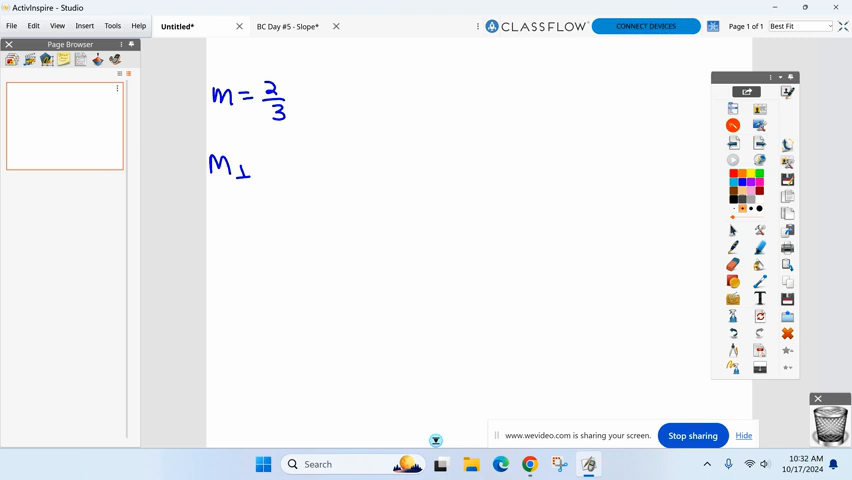 ActivInspire - Studio
File Edit View Insert Tools Help
Untitled*
BC Day #5 - Slope*
CLASSFLOW
CONNECT DEVICES
Page 1 of 1
Best Fit
Page Browser
m = 2/3
m⊥
T
www.wevideo.com is sharing your screen.
Stop sharing
Hide
Search
10:32 AM
10/17/2024